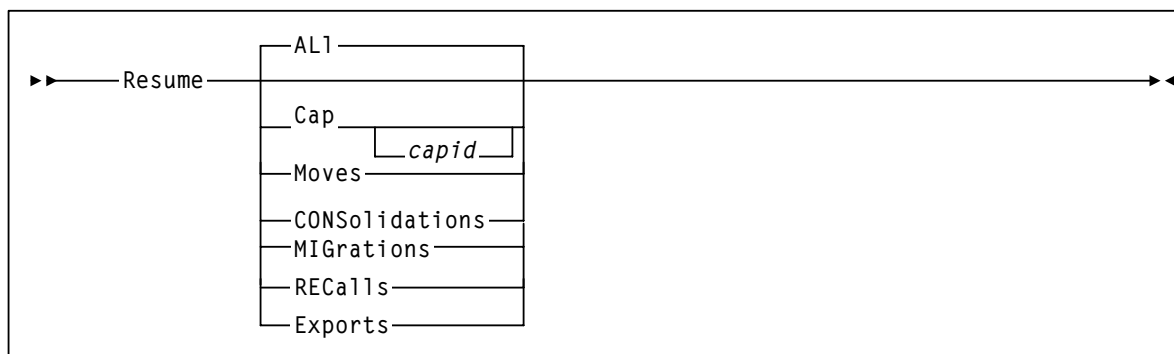 ALl
Resume
Cap
capid
Moves
CONSolidations
MIGrations
RECalls
Exports